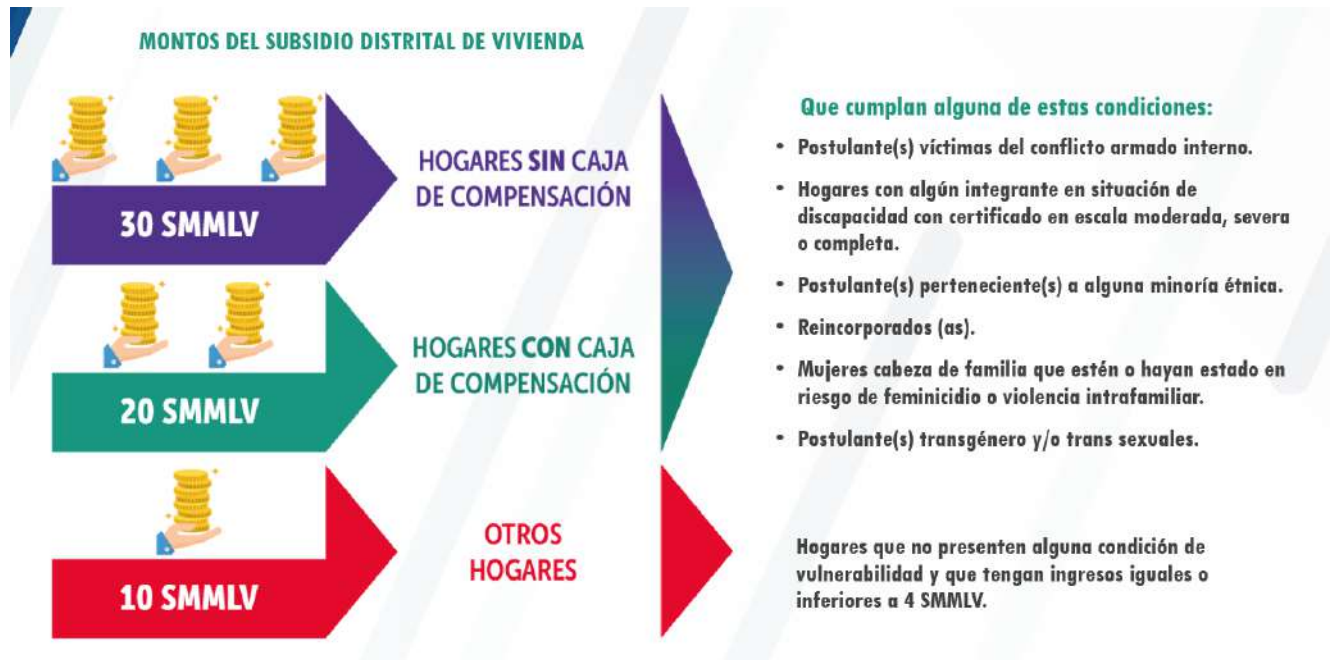 MONTOS DEL SUBSIDIO DISTRITAL DE VIVIENDA
30 SMMLV
HOGARES SIN CAJA
DE COMPENSACIÓN
20 SMMLV
HOGARES CON CAJA
DE COMPENSACIÓN
Que cumplan alguna de estas condiciones:
• Postulante(s) víctimas del conflicto armado interno.
• Hogares con algún integrante en situación de
discapacidad con certificado en escala moderada, severa
o completa.
• Postulante(s) perteneciente(s) a alguna minoría étnica.
• Reincorporados (as).
• Mujeres cabeza de familia que estén o hayan estado en
riesgo de feminicidio o violencia intrafamiliar.
• Postulante(s) transgénero y/o trans sexuales.
10 SMMLV
OTROS
HOGARES
Hogares que no presenten alguna condición de
vulnerabilidad y que tengan ingresos iguales o
inferiores a 4 SMMLV.